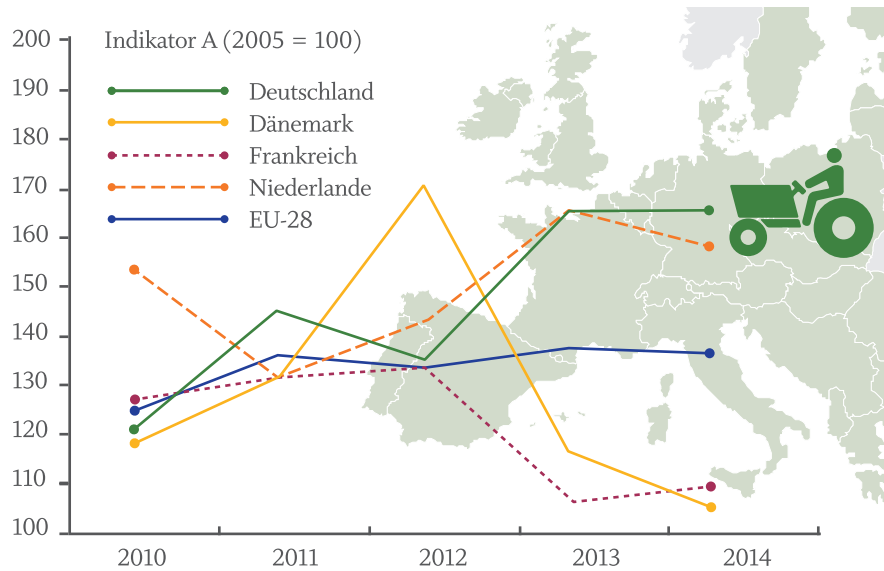 Indikator A (2005 = 100)
Deutschland
Dänemark
Frankreich
Niederlande
EU-28
200
190
180
170
160
150
140
130
120
110
100
2010 2011 2012 2013 2014